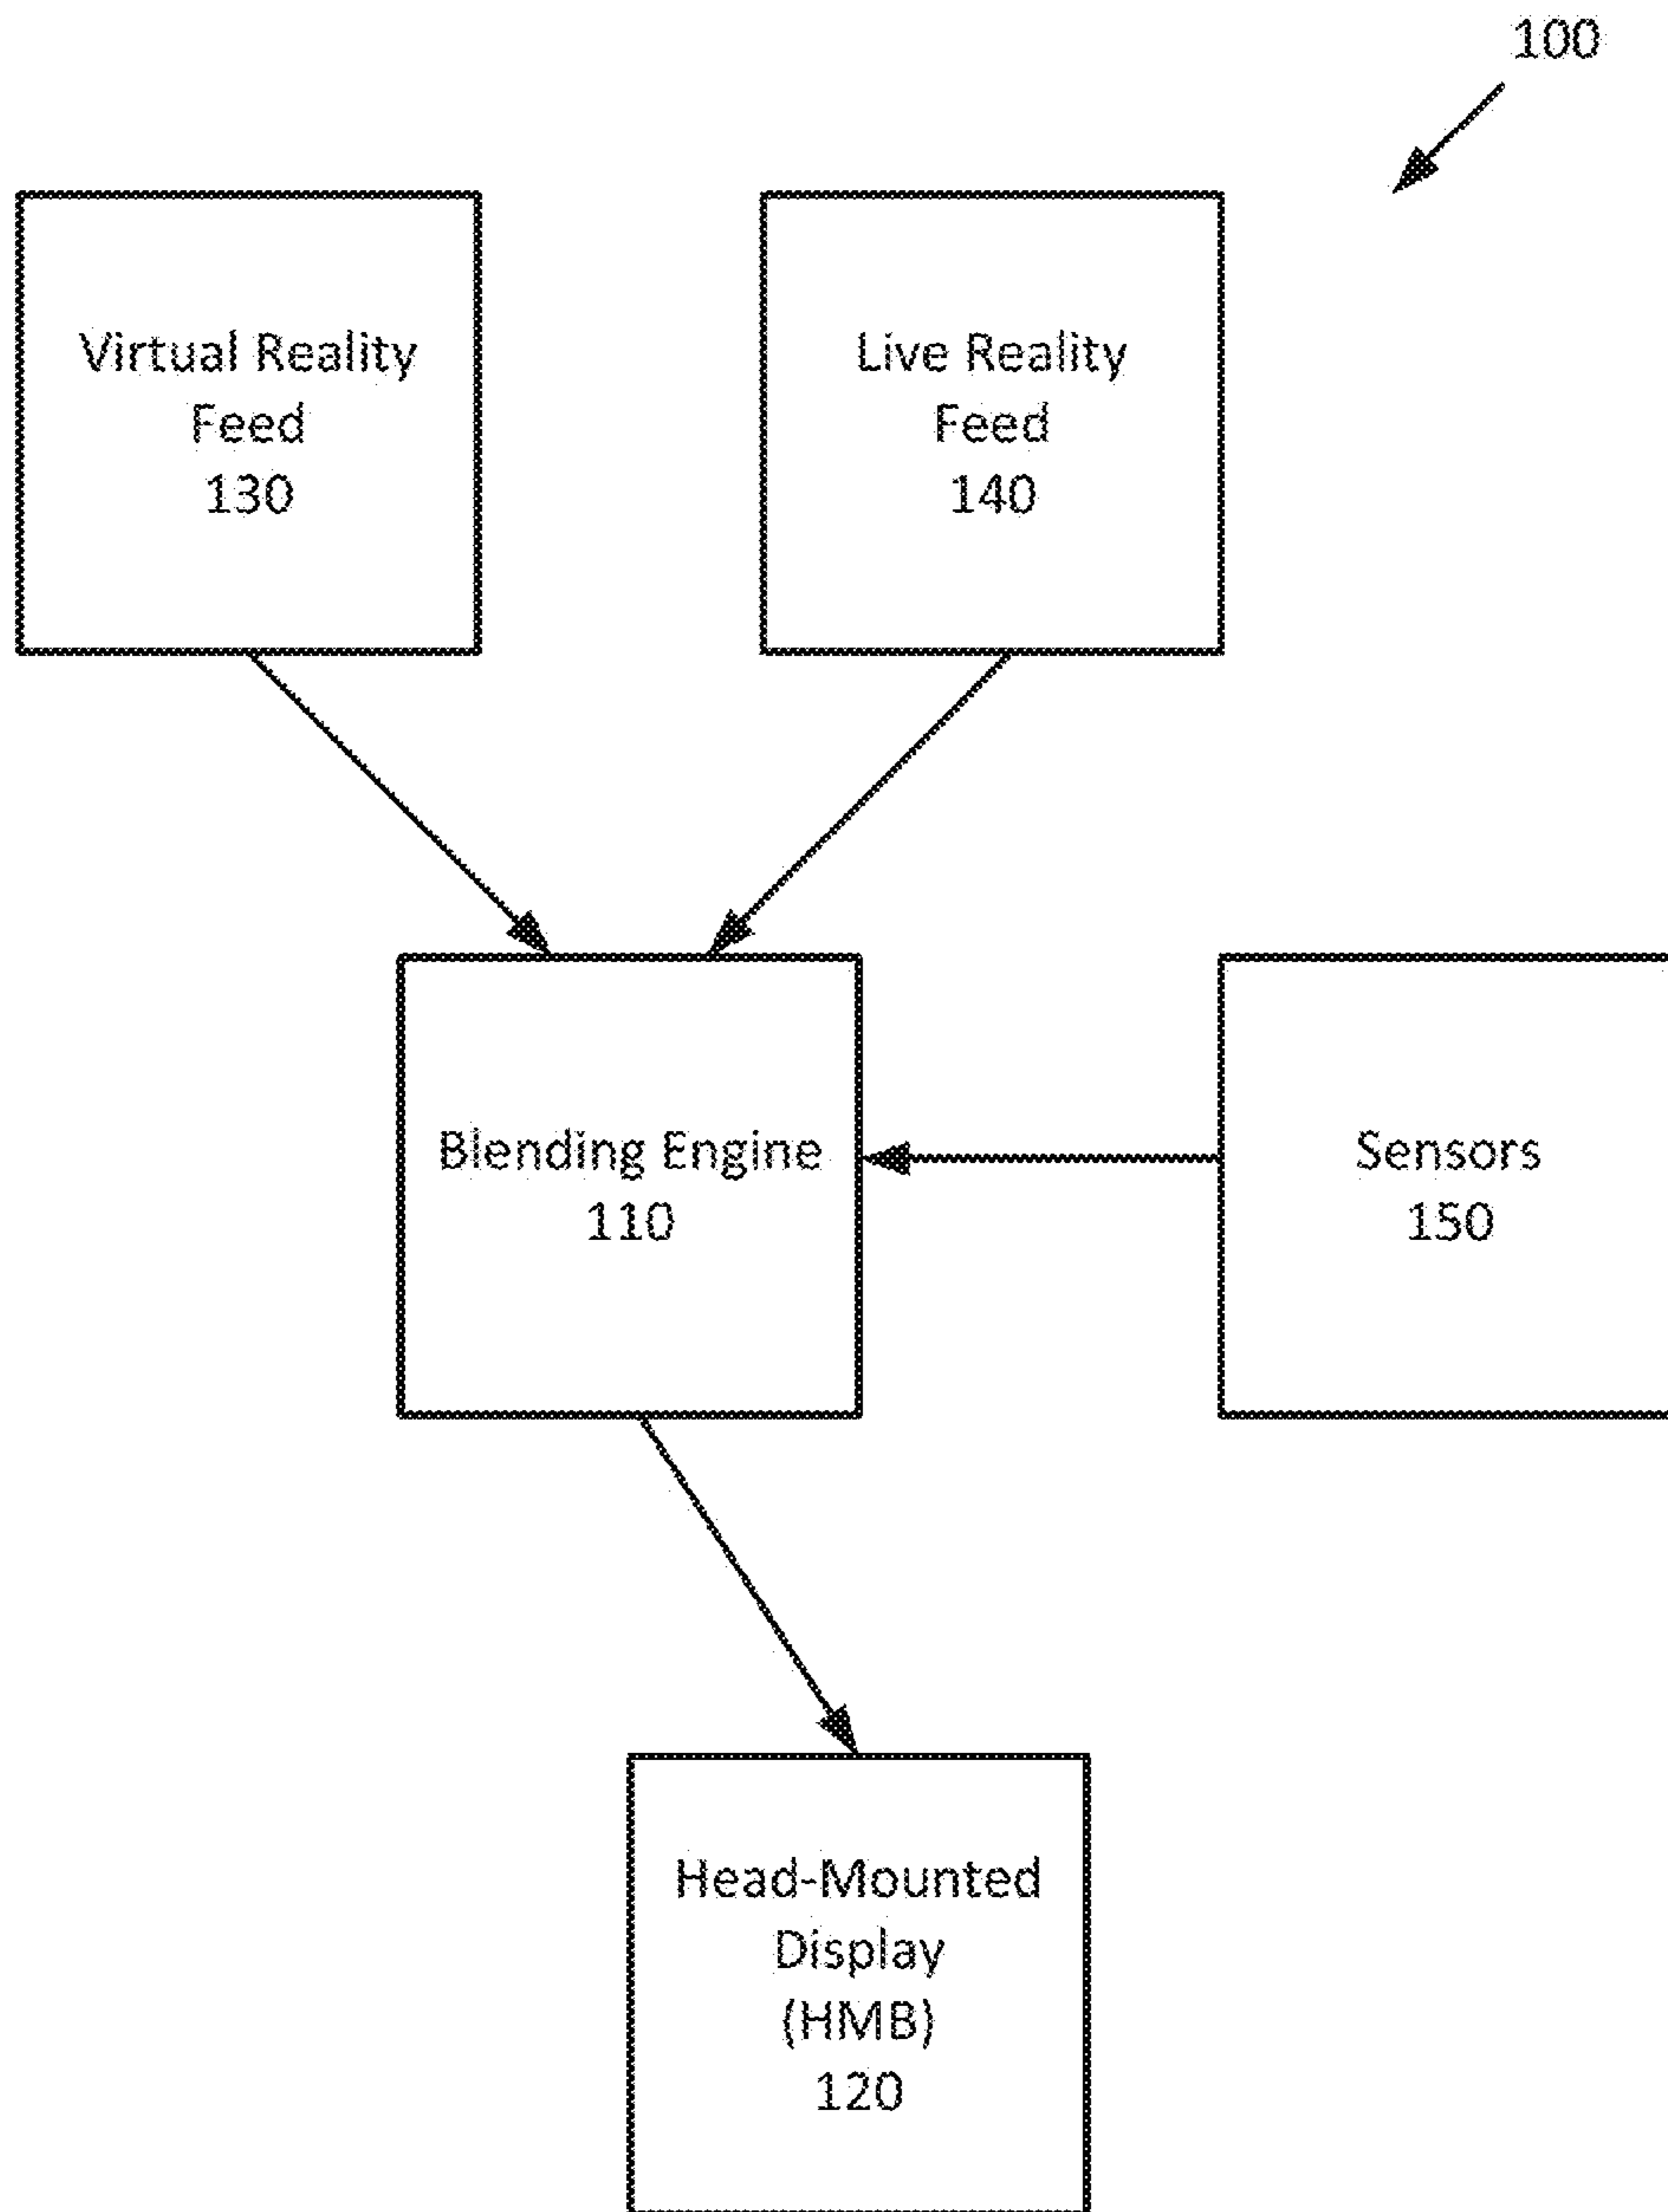 100
Virtual Reality
Feed
130
Live Reality
Feed
140
Blending Engine
110
Sensors
150
Head-Mounted
Display
(HMB)
120